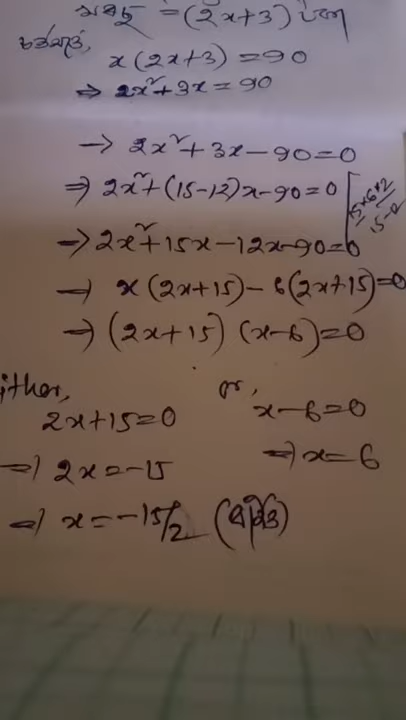 = (2x+3)
x(2x+3) = 90
⇒ 2x²+3x = 90
→ 2x²+3x-90=0
⇒ 2x²+(15-12)x-90=0
→ 2x²+15x-12x-90=0
→ x(2x+15)-6(2x+15)=0
→ (2x+15) (x-6)=0
ither, or,
2x+15=0 x-6=0
⇒ 2x=-15 ⇒ x=6
⇒ x=-15/2